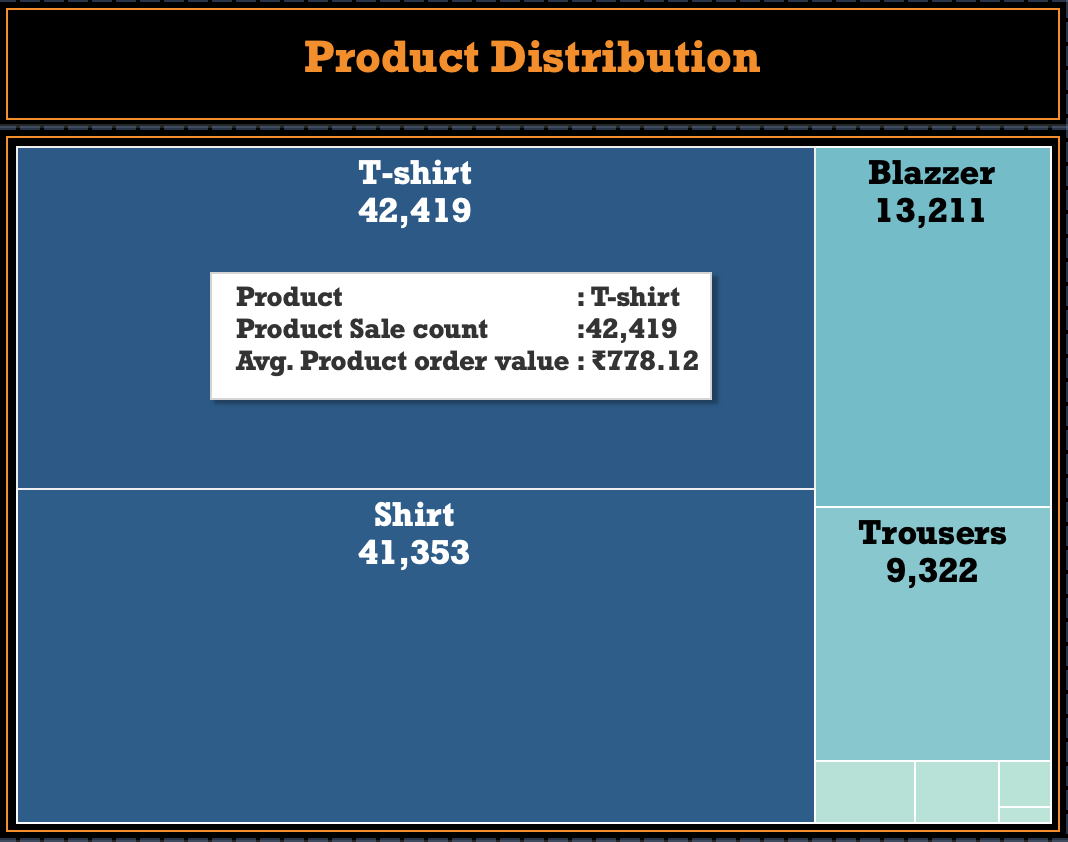 Product Distribution
T-shirt
42,419
Product : T-shirt
Product Sale count :42,419
Avg. Product order value : ₹778.12
Shirt
41,353
Blazzer
13,211
Trousers
9,322